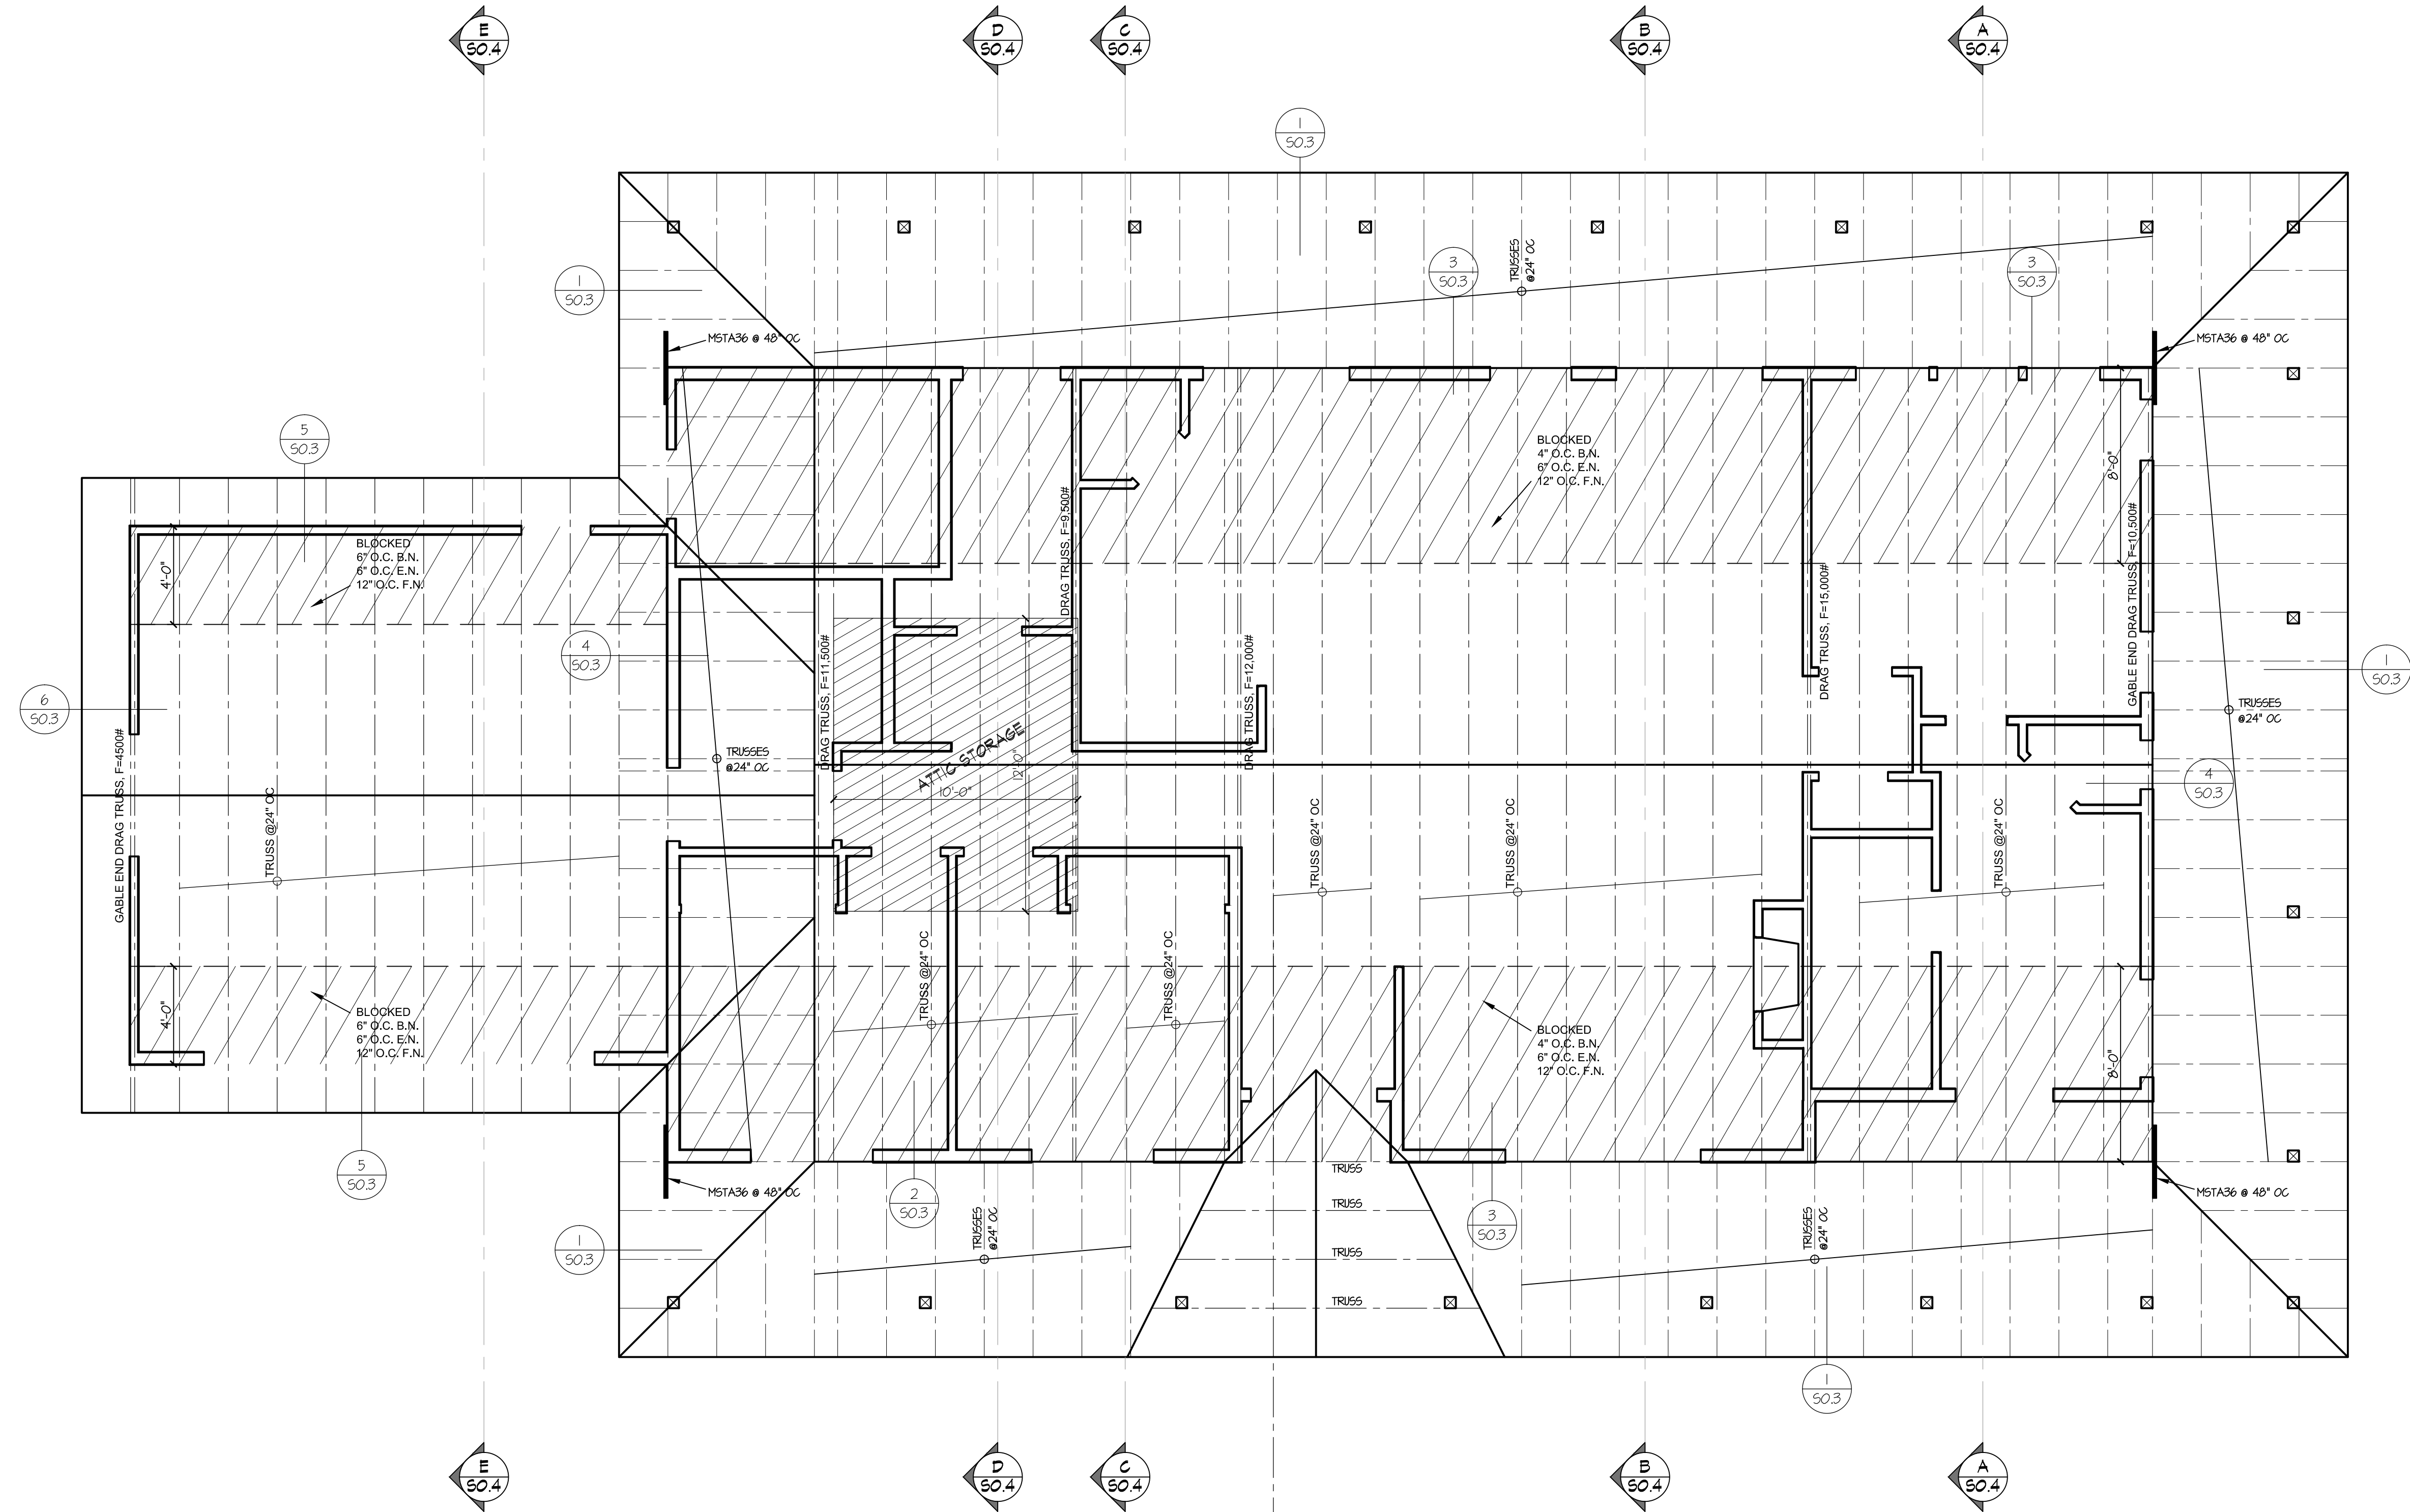 E
S0.4
D
S0.4
C
S0.4
B
S0.4
A
S0.4
1
S0.3
1
S0.3
3
S0.3
TRUSSES
@24" OC
3
S0.3
MSTA36 @ 48" OC
MSTA36 @ 48" OC
5
S0.3
BLOCKED
4" O.C. B.N.
6" O.C. E.N.
12" O.C. F.N.
8'-0"
BLOCKED
6" O.C. B.N.
6" O.C. E.N.
12" O.C. F.N.
4'-0"
DRAG TRUSS, F=9,500#
GABLE END DRAG TRUSS, F=10,500#
DRAG TRUSS, F=15,000#
4
S0.3
DRAG TRUSS, F=11,500#
DRAG TRUSS, F=12,000#
1
S0.3
6
S0.3
TRUSSES
@24" OC
TRUSSES
@24" OC
ATTIC STORAGE
12'-0"
10'-0"
4
S0.3
GABLE END DRAG TRUSS, F=4500#
TRUSS @24" OC
TRUSS @24" OC
TRUSS @24" OC
TRUSS @24" OC
TRUSS @24" OC
TRUSS @24" OC
4'-0"
BLOCKED
6" O.C. B.N.
6" O.C. E.N.
12" O.C. F.N.
BLOCKED
4" O.C. B.N.
6" O.C. E.N.
12" O.C. F.N.
8'-0"
5
S0.3
MSTA36 @ 48" OC
2
S0.3
TRUSS
TRUSS
TRUSS
TRUSS
3
S0.3
MSTA36 @ 48" OC
1
S0.3
TRUSSES
@24" OC
TRUSSES
@24" OC
1
S0.3
E
S0.4
D
S0.4
C
S0.4
B
S0.4
A
S0.4